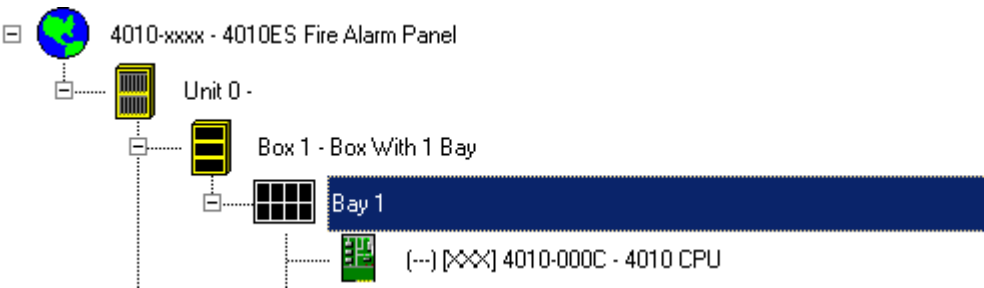 4010-xxxx - 4010ES Fire Alarm Panel
Unit 0 -
Box 1 - Box With 1 Bay
Bay 1
(---) [XXX] 4010-000C - 4010 CPU